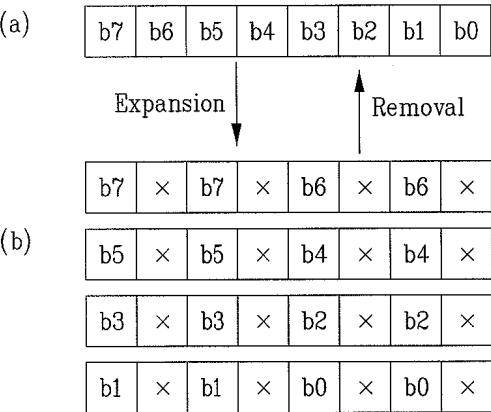 (a) b7 b6 b5 b4 b3 b2 b1 b0
Expansion Removal
b7 × b7 × b6 × b6 ×
(b)
b5 × b5 × b4 × b4 ×
b3 × b3 × b2 × b2 ×
b1 × b1 × b0 × b0 ×